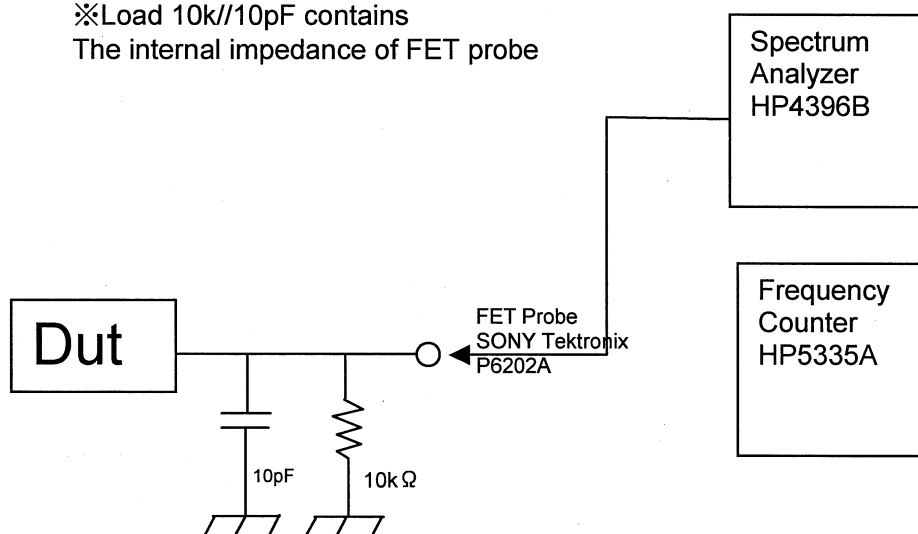 ※Load 10k//10pF contains
The internal impedance of FET probe
Spectrum
Analyzer
HP4396B
Frequency
Counter
HP5335A
Dut
FET Probe
SONY Tektronix
P6202A
10pF
10kΩ